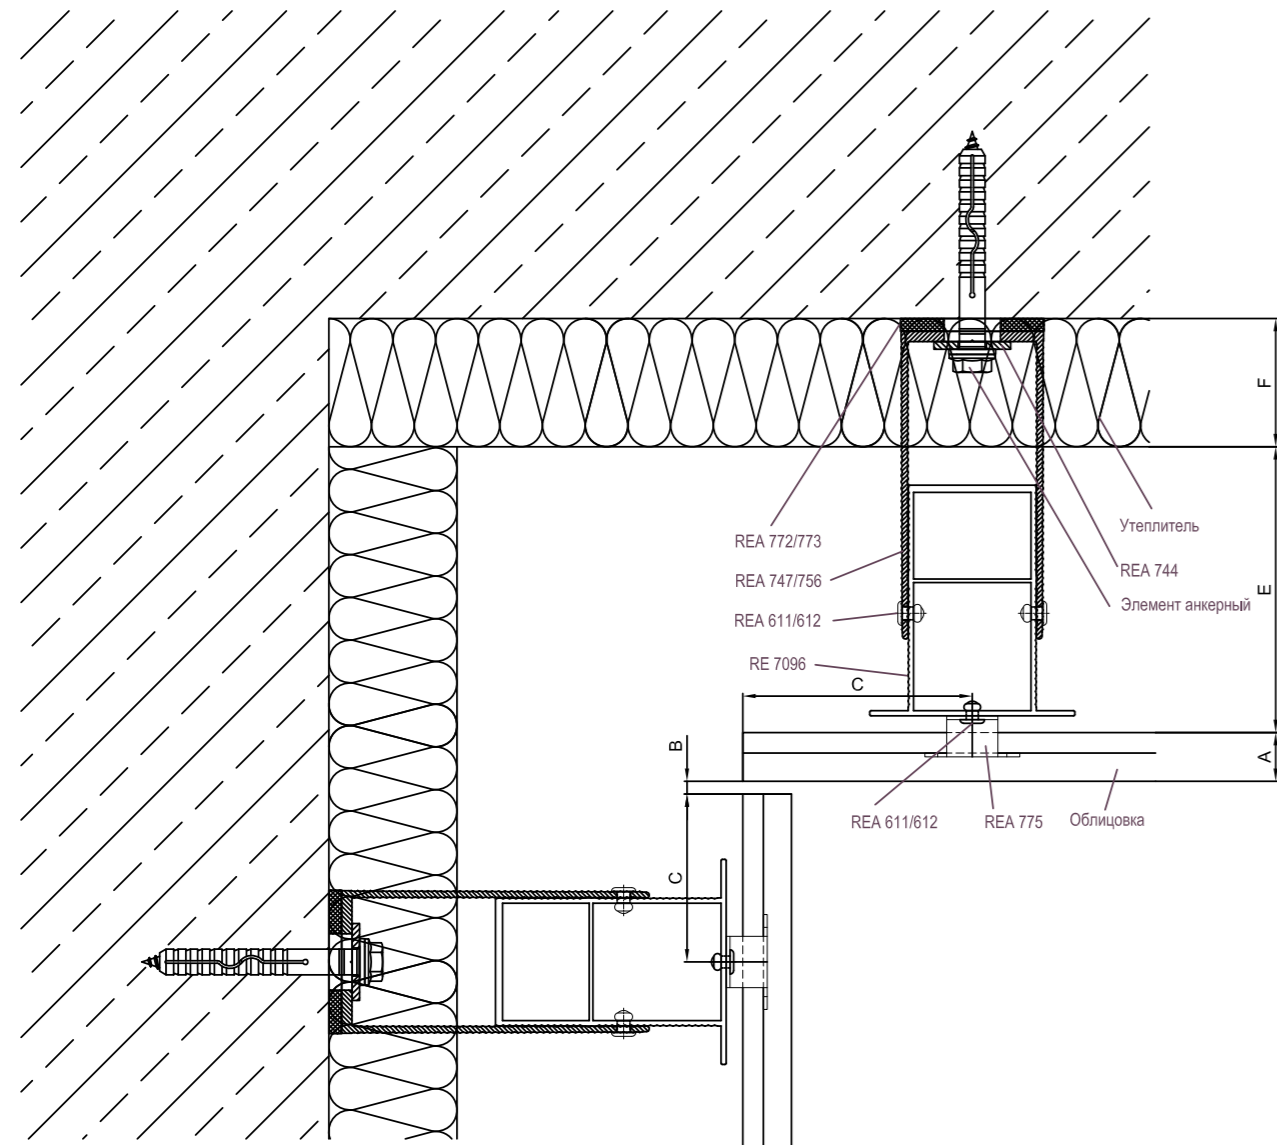 F
Утеплитель
REA 772/773
REA 744
REA 747/756
Элемент анкерный
REA 611/612
E
RE 7096
C
B
A
REA 611/612
REA 775
Облицовка
C